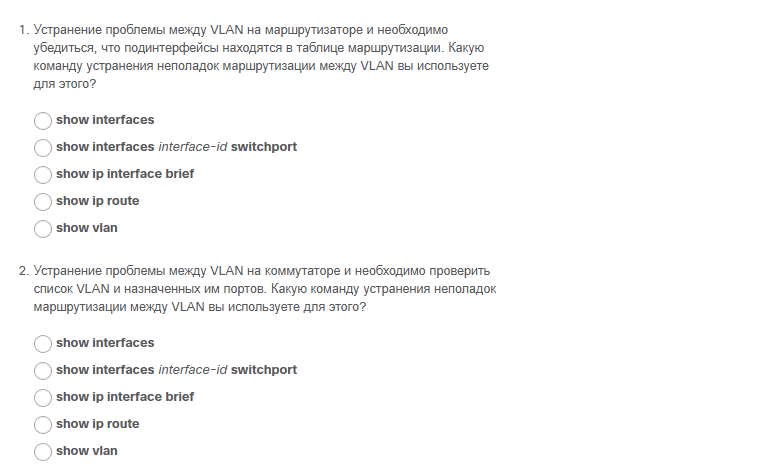 1. Устранение проблемы между VLAN на маршрутизаторе и необходимо
убедиться, что подинтерфейсы находятся в таблице маршрутизации. Какую
команду устранения неполадок маршрутизации между VLAN вы используете
для этого?
show interfaces
show interfaces interface-id switchport
show ip interface brief
show ip route
show vlan
2. Устранение проблемы между VLAN на коммутаторе и необходимо проверить
список VLAN и назначенных им портов. Какую команду устранения неполадок
маршрутизации между VLAN вы используете для этого?
show interfaces
show interfaces interface-id switchport
show ip interface brief
show ip route
show vlan